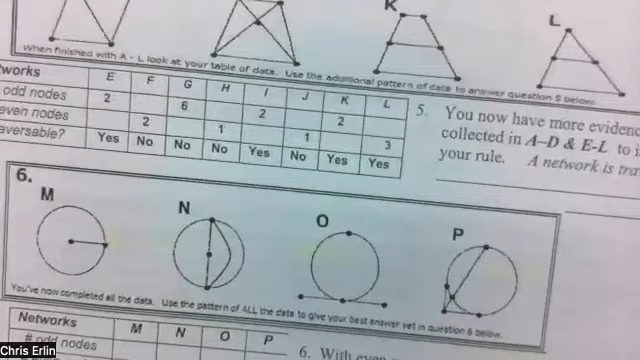 K
L
When finished with A - L look at your table of data. Use the additional pattern of data to answer question 5 below.
tworks E F G H I J K L
odd nodes 2 6 2 2
even nodes 2 1 1 3
aversable? Yes No No No Yes No Yes Yes
5. You now have more evidenc
collected in A–D & E-L to i
your rule. A network is tra
6.
M N O P
You've now completed all the data. Use the pattern of ALL the data to give your best answer yet in question 6 below.
Networks M N O P
# odd nodes
6. With even
Chris Erlin